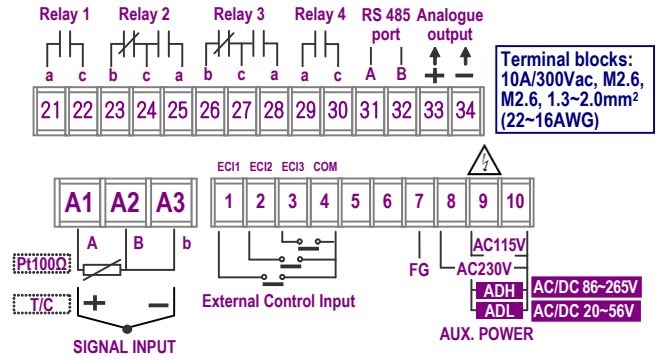 Relay 1 Relay 2 Relay 3 Relay 4 RS 485 port Analogue output
a c b c a b c a a c A B + −
21 22 23 24 25 26 27 28 29 30 31 32 33 34
Terminal blocks:
10A/300Vac, M2.6,
M2.6, 1.3~2.0mm²
(22~16AWG)
ECI1 ECI2 ECI3 COM
A1 A2 A3 1 2 3 4 5 6 7 8 9 10
A B b
Pt100Ω
T/C + −
SIGNAL INPUT
External Control Input
FG
AC115V
AC230V
ADH AC/DC 86~265V
ADL AC/DC 20~56V
AUX. POWER